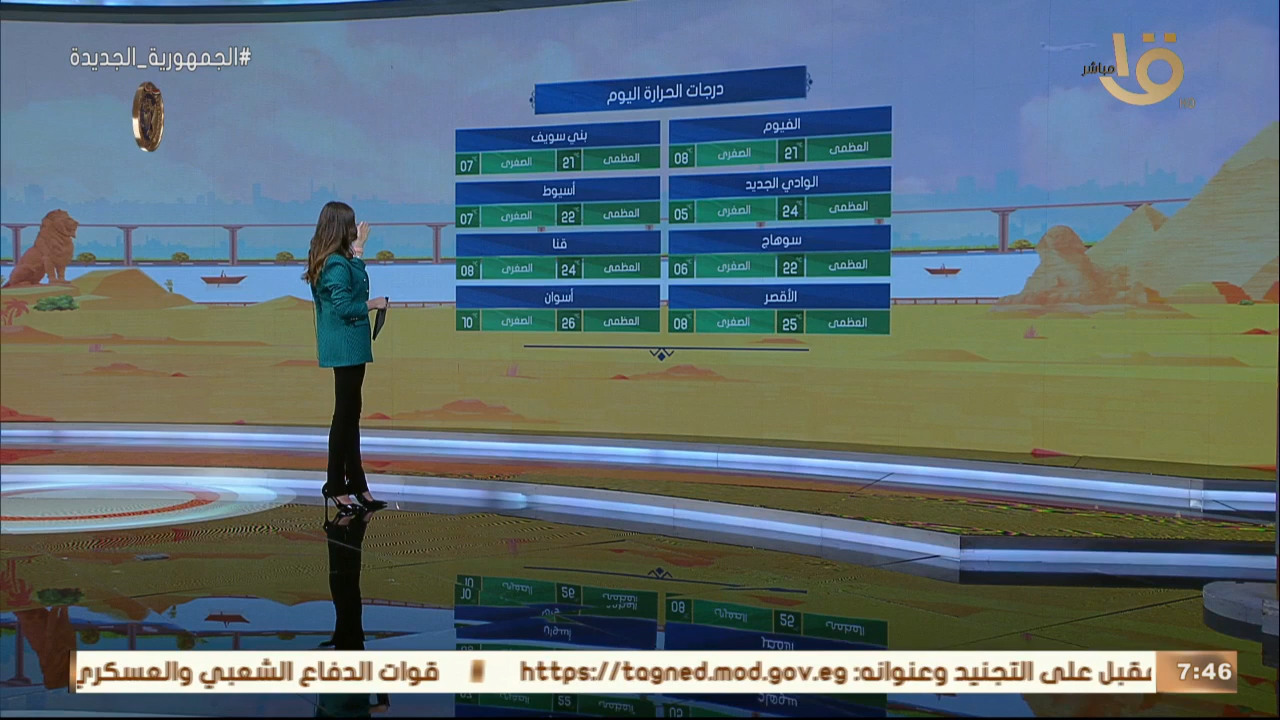 #الجمهورية_الجديدة
مباشر
درجات الحرارة اليوم
الفيوم
العظمى 21° الصغرى 08°
بني سويف
العظمى 21° الصغرى 07°
الوادي الجديد
العظمى 24° الصغرى 05°
أسيوط
العظمى 22° الصغرى 07°
سوهاج
العظمى 22° الصغرى 06°
قنا
العظمى 24° الصغرى 08°
الأقصر
العظمى 25° الصغرى 08°
أسوان
العظمى 26° الصغرى 10°
قبل على التجنيد وعنوانه: https://tagned.mod.gov.eg قوات الدفاع الشعبي والعسكري
7:46